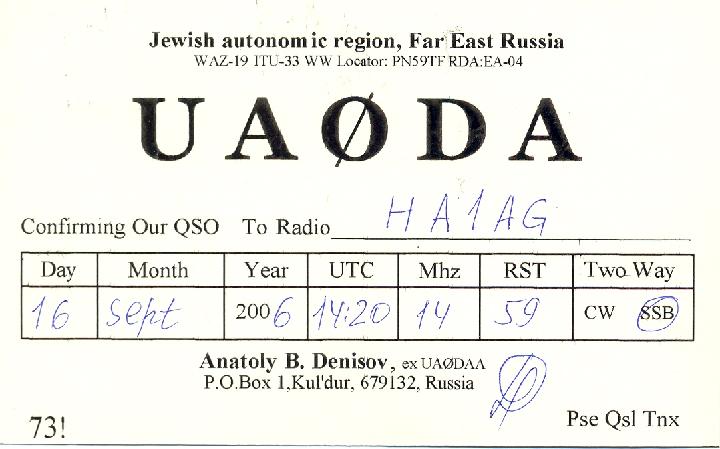 Jewish autonomic region, Far East Russia
WAZ-19 ITU-33 WW Locator: PN59TF RDA:EA-04
UAØDA
Confirming Our QSO To Radio HA1AG
Day Month Year UTC Mhz RST Two Way
16 Sept 2006 14:20 14 59 CW SSB
Anatoly B. Denisov, ex UAØDAA
P.O.Box 1,Kul'dur, 679132, Russia
73! Pse Qsl Tnx